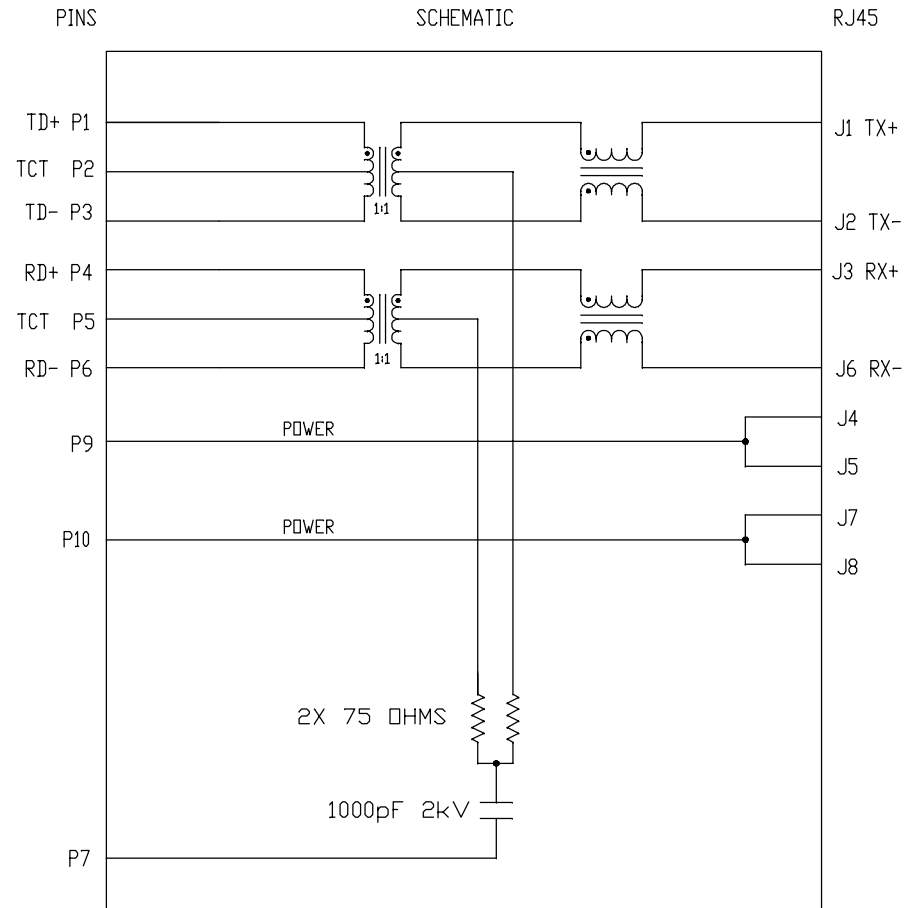 PINS SCHEMATIC RJ45
TD+ P1
J1 TX+
TCT P2
1:1
TD- P3
J2 TX-
RD+ P4
J3 RX+
TCT P5
1:1
RD- P6
J6 RX-
J4
POWER
P9
J5
J7
POWER
P10
J8
2X 75 OHMS
1000pF 2kV
P7